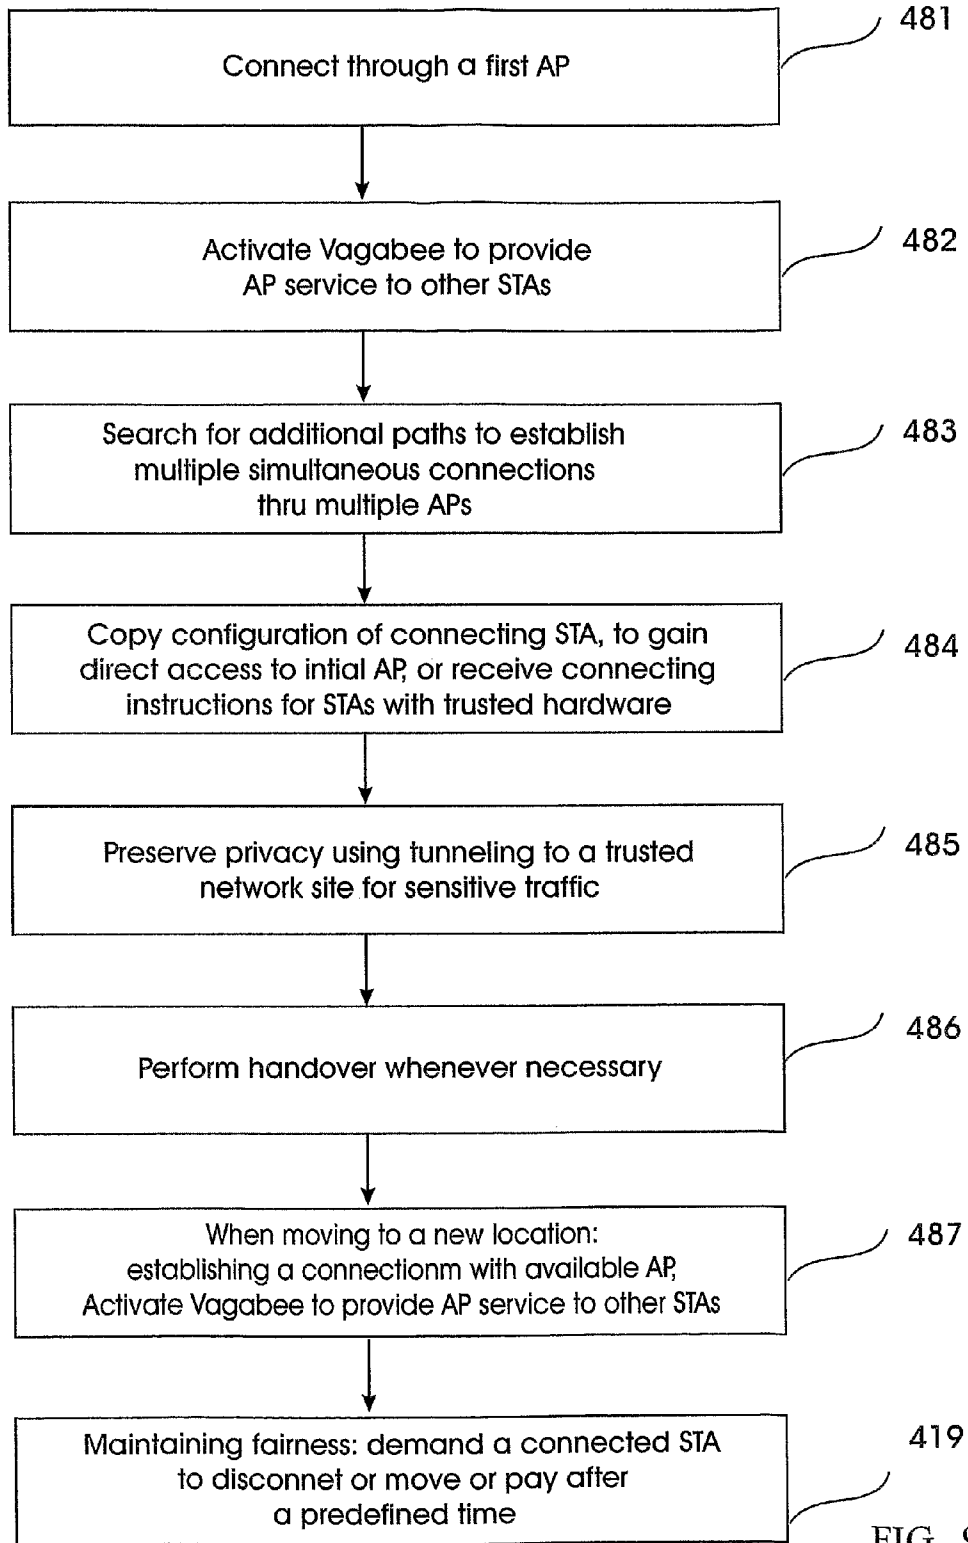 481
Connect through a first AP
482
Activate Vagabee to provide
AP service to other STAs
483
Search for additional paths to establish
multiple simultaneous connections
thru multiple APs
484
Copy configuration of connecting STA, to gain
direct access to intial AP, or receive connecting
instructions for STAs with trusted hardware
485
Preserve privacy using tunneling to a trusted
network site for sensitive traffic
486
Perform handover whenever necessary
487
When moving to a new location:
establishing a connectionm with available AP,
Activate Vagabee to provide AP service to other STAs
419
Maintaining fairness: demand a connected STA
to disconnet or move or pay after
a predefined time
FIG.